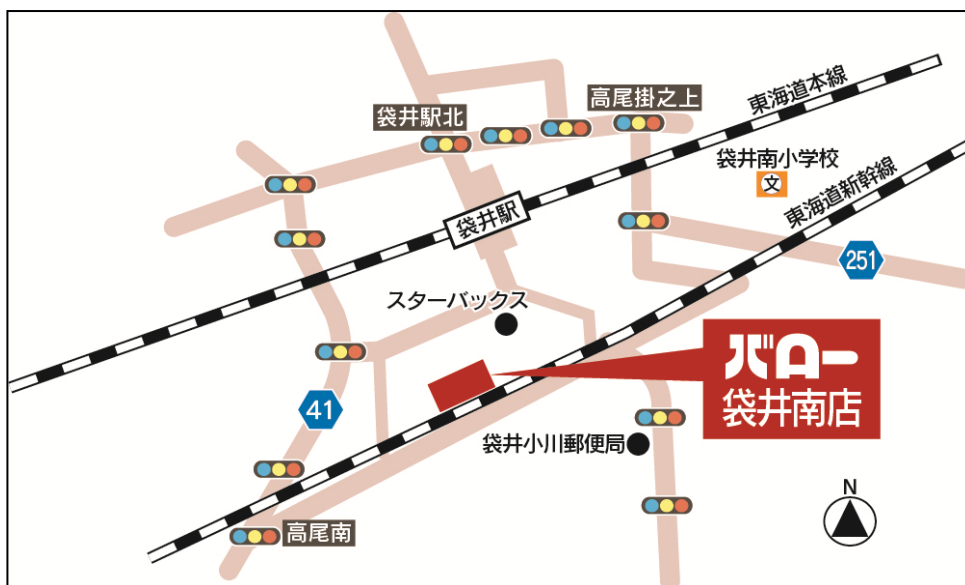 高尾掛之上
袋井駅北
東海道本線
袋井南小学校
文
東海道新幹線
袋井駅
251
スターバックス
バロー
袋井南店
41
袋井小川郵便局
N
高尾南